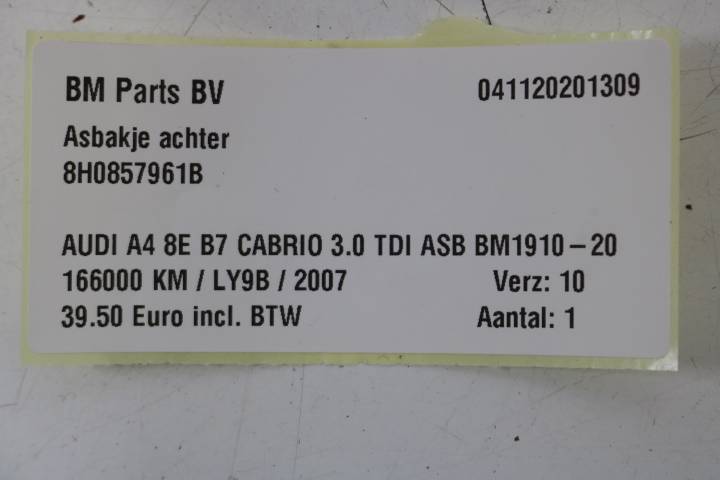 BM Parts BV 041120201309
Asbakje achter
8H0857961B
AUDI A4 8E B7 CABRIO 3.0 TDI ASB BM1910-20
166000 KM / LY9B / 2007 Verz: 10
39.50 Euro incl. BTW Aantal: 1